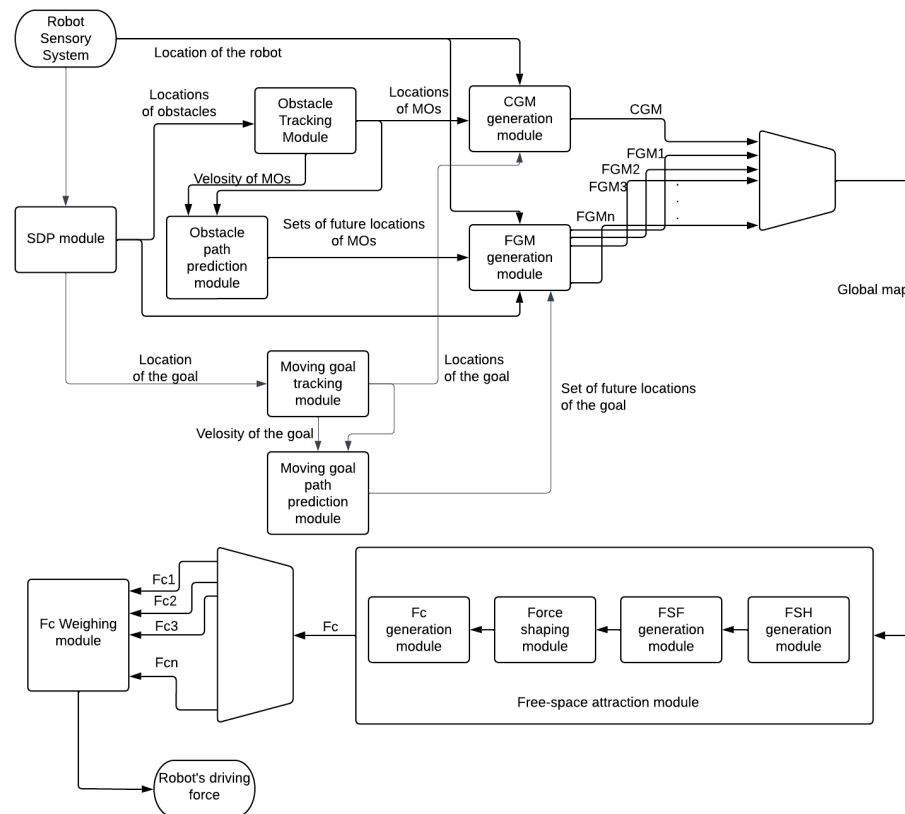 Robot
Sensory
System
Location of the robot
Locations
of obstacles
Obstacle
Tracking
Module
Locations
of MOs
CGM
generation
module
CGM
FGM1
FGM2
FGM3
FGMn
.
.
.
Velosity of MOs
SDP module
Obstacle
path
prediction
module
Sets of future locations
of MOs
FGM
generation
module
Global map
Location
of the goal
Moving goal
tracking
module
Locations
of the goal
Set of future locations
of the goal
Velosity of the goal
Moving goal
path
prediction
module
Fc Weighing
module
Fc1
Fc2
Fc3
Fcn
Fc
Fc
generation
module
Force
shaping
module
FSF
generation
module
FSH
generation
module
Free-space attraction module
Robot's driving
force